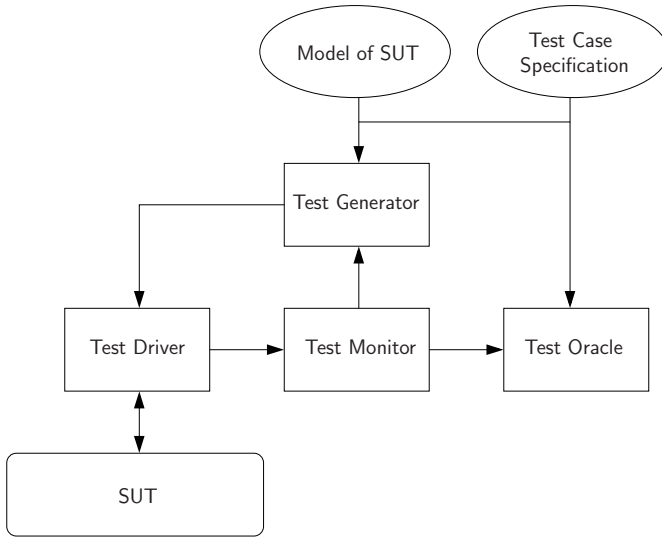 Model of SUT
Test Case
Specification
Test Generator
Test Driver
Test Monitor
Test Oracle
SUT